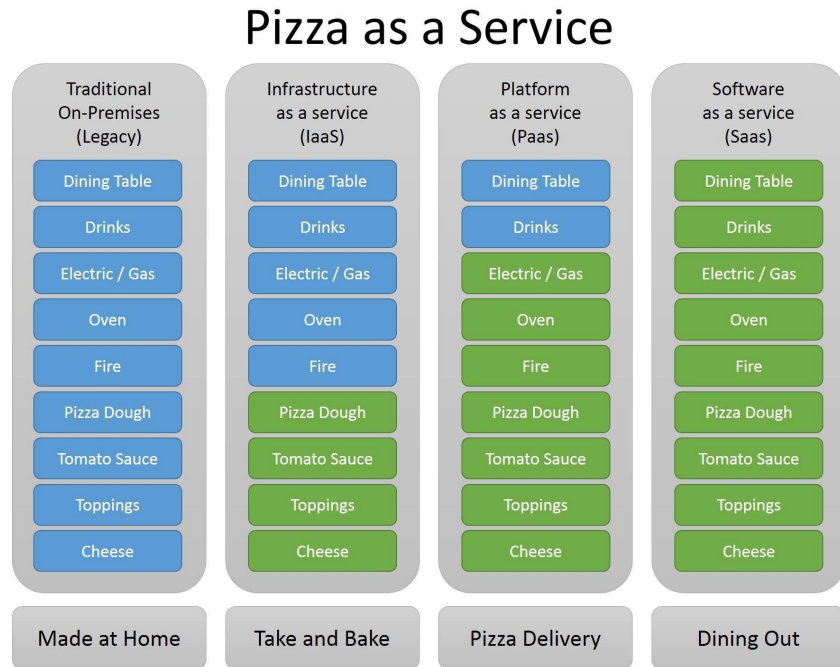 Pizza as a Service
Traditional
On-Premises
(Legacy)
Dining Table
Drinks
Electric / Gas
Oven
Fire
Pizza Dough
Tomato Sauce
Toppings
Cheese
Made at Home
Infrastructure
as a service
(IaaS)
Dining Table
Drinks
Electric / Gas
Oven
Fire
Pizza Dough
Tomato Sauce
Toppings
Cheese
Take and Bake
Platform
as a service
(Paas)
Dining Table
Drinks
Electric / Gas
Oven
Fire
Pizza Dough
Tomato Sauce
Toppings
Cheese
Pizza Delivery
Software
as a service
(Saas)
Dining Table
Drinks
Electric / Gas
Oven
Fire
Pizza Dough
Tomato Sauce
Toppings
Cheese
Dining Out